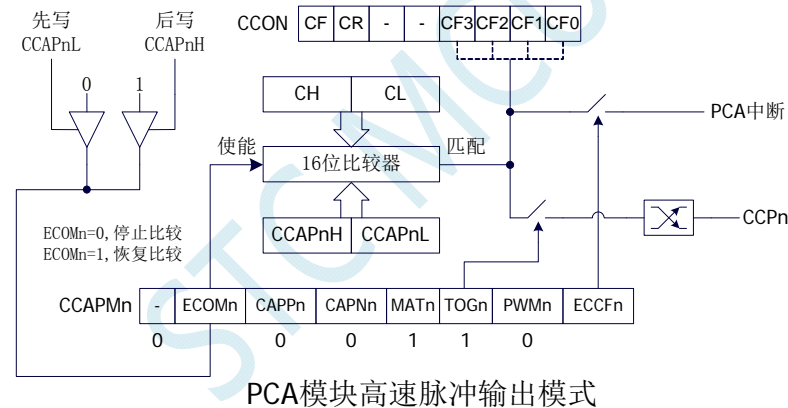 先写
CCAPnL
后写
CCAPnH
CCON CF CR - - CF3 CF2 CF1 CF0
0 1
CH CL
PCA中断
使能
16位比较器
匹配
CCPn
CCAPnH CCAPnL
ECOMn=0,停止比较
ECOMn=1,恢复比较
CCAPMn - ECOMn CAPPn CAPNn MATn TOGn PWMn ECCFn
0 0 0 1 1 0
PCA模块高速脉冲输出模式
STC MCU